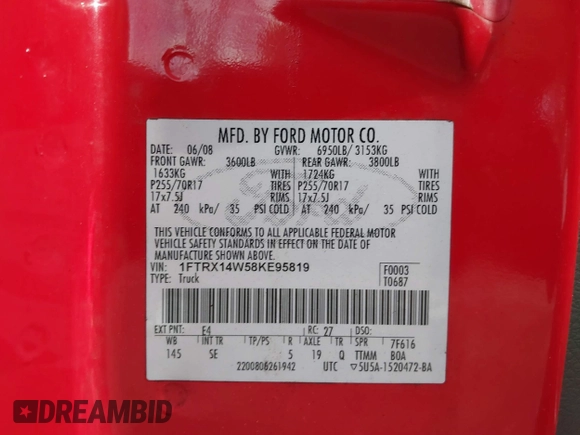 MFD. BY FORD MOTOR CO.
DATE: 06/08 GVWR: 6950LB/ 3153KG
FRONT GAWR: 3600LB REAR GAWR: 3800LB
1633KG WITH 1724KG WITH
P255/70R17 TIRES P255/70R17 TIRES
17x7.5J RIMS 17x7.5J RIMS
AT 240 kPa/ 35 PSI COLD AT 240 kPa/ 35 PSI COLD
THIS VEHICLE CONFORMS TO ALL APPLICABLE FEDERAL MOTOR
VEHICLE SAFETY STANDARDS IN EFFECT ON THE DATE OF
MANUFACTURE SHOWN ABOVE.
VIN: 1FTRX14W58KE95819 F0003
TYPE: Truck T0687
EXT PNT: E4 RC: 27 DSO:
WB INT TR TP/PS R AXLE TR SPR 7F616
145 SE 5 19 Q TTMM BOA
2200808261942 UTC ▽5U5A-1520472-BA
Ford
DREAMBID